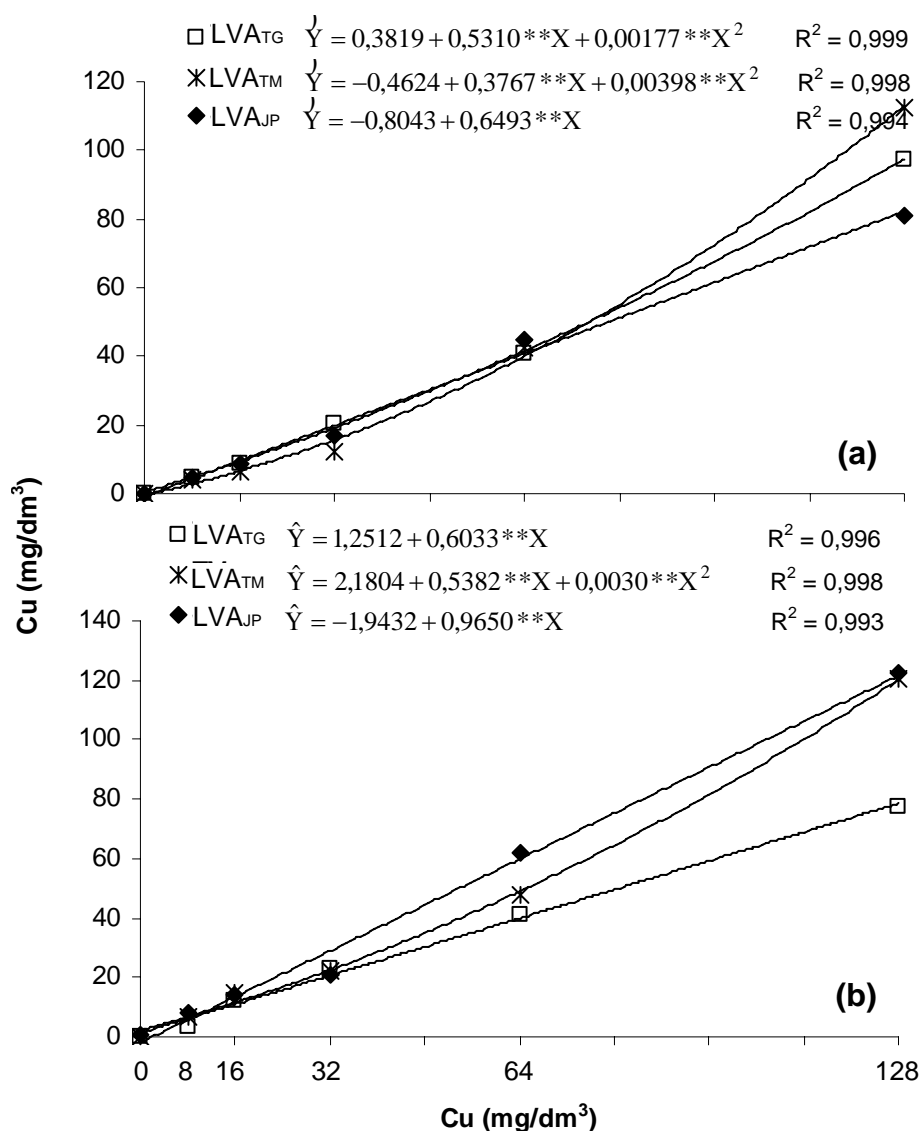 LVATG Ŷ = 0,3819 + 0,5310 **X + 0,00177 **X² R² = 0,999
LVATM Ŷ = −0,4624 + 0,3767 **X + 0,00398 **X² R² = 0,998
LVAJP Ŷ = −0,8043 + 0,6493 **X R² = 0,994
120
100
80
60
40
20
0
(a)
LVATG Ŷ = 1,2512 + 0,6033 **X R² = 0,996
LVATM Ŷ = 2,1804 + 0,5382 **X + 0,0030 **X² R² = 0,998
LVAJP Ŷ = −1,9432 + 0,9650 **X R² = 0,993
Cu (mg/dm³)
140
120
100
80
60
40
20
0
(b)
0 8 16 32 64 128
Cu (mg/dm³)